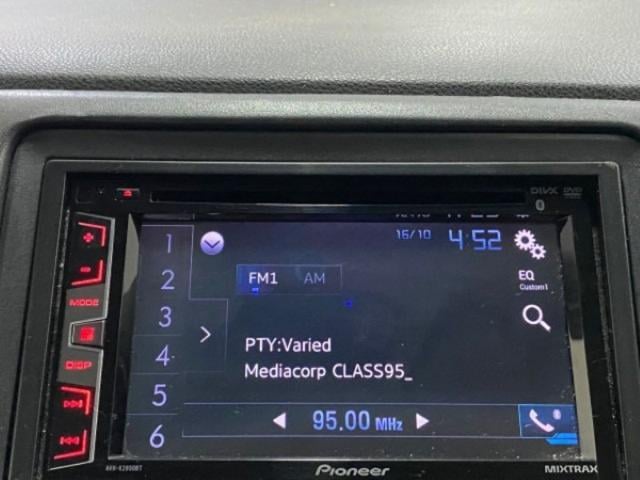 DIVX DVD
16/10 4:52
1
FM1 AM
EQ
Custom1
2
MODE
3
PTY:Varied
4
DISP
Mediacorp CLASS95_
5
95.00 MHz
6
Pioneer
MIXTRAX